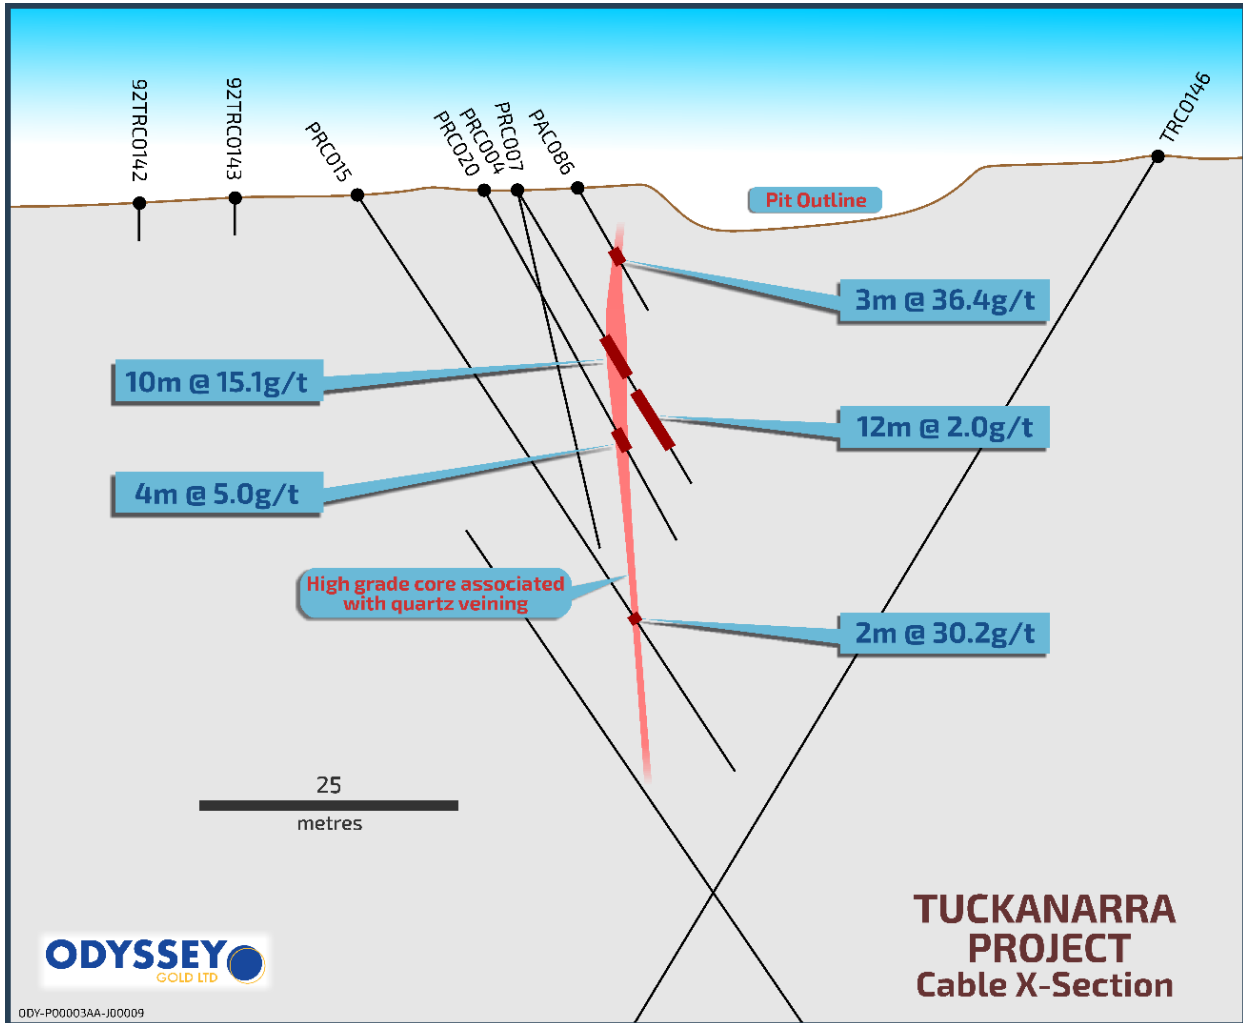 92TRC0142
92TRC0143
PRC015
PRC020
PRC004
PRC007
PAC086
TRC0146
Pit Outline
3m @ 36.4g/t
10m @ 15.1g/t
12m @ 2.0g/t
4m @ 5.0g/t
High grade core associated
with quartz veining
2m @ 30.2g/t
25
metres
TUCKANARRA
PROJECT
Cable X-Section
ODYSSEY
GOLD LTD
ODY-P00003AA-J00009